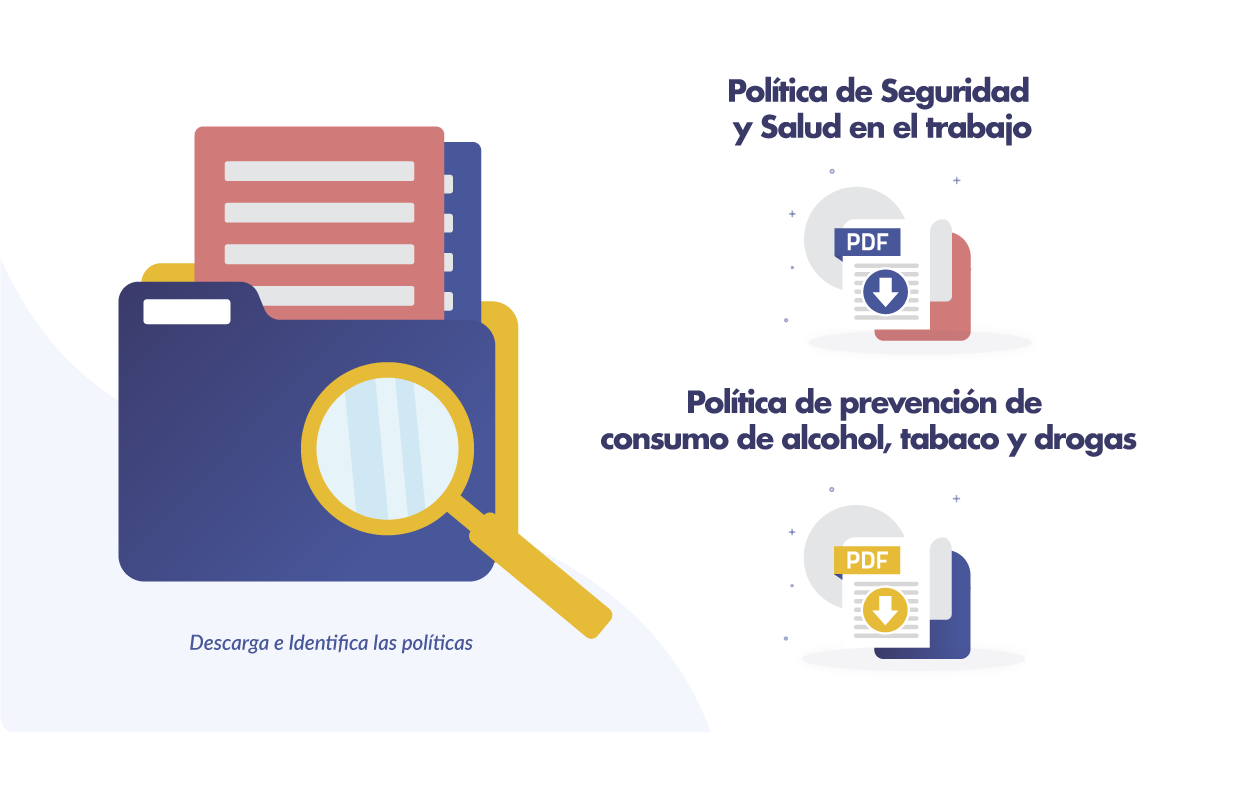 Política de Seguridad
y Salud en el trabajo
PDF
Política de prevención de
consumo de alcohol, tabaco y drogas
PDF
Descarga e Identifica las políticas